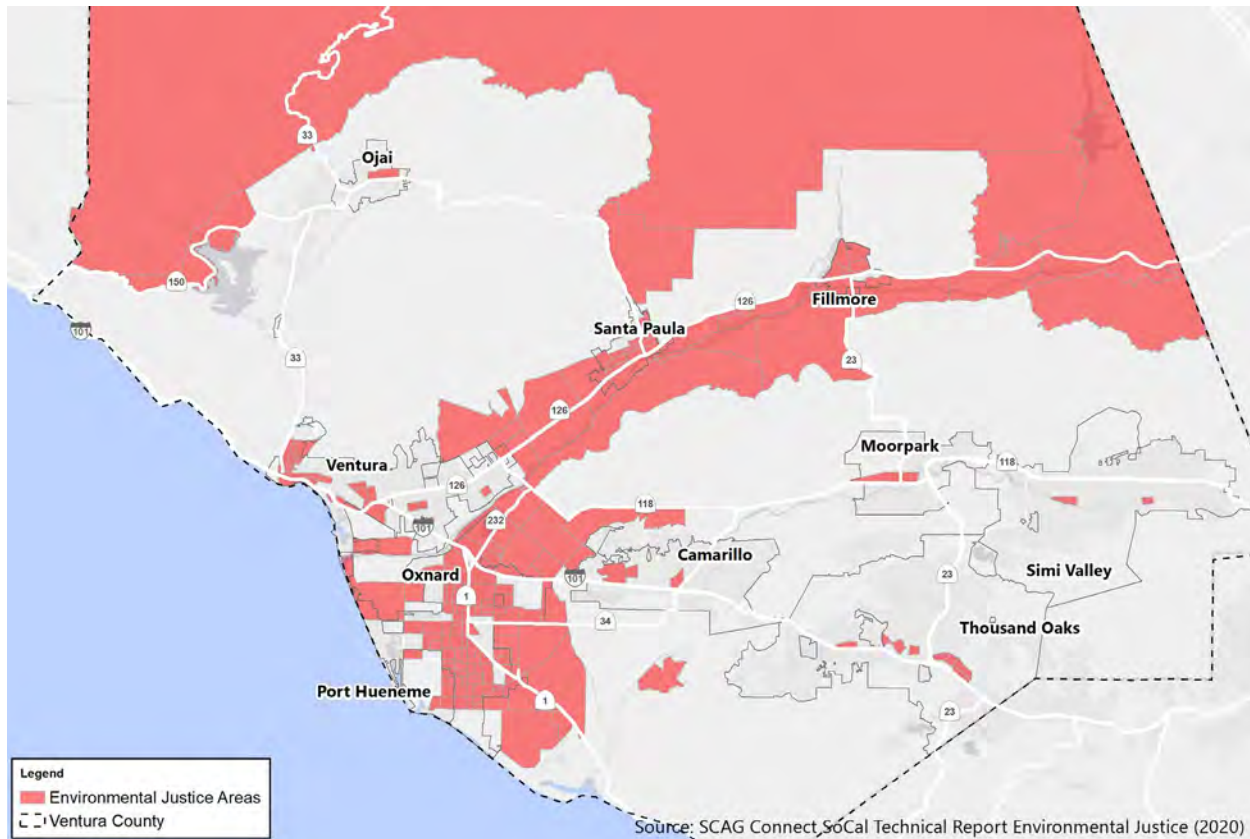 33
Ojai
150
126
Fillmore
Santa Paula
101
33
23
126
Moorpark
Ventura
118
126
118
232
101
Camarillo
Oxnard
101
23
Simi Valley
1
34
Thousand Oaks
Port Hueneme
1
23
Legend
Environmental Justice Areas
Ventura County
Source: SCAG Connect SoCal Technical Report Environmental Justice (2020)